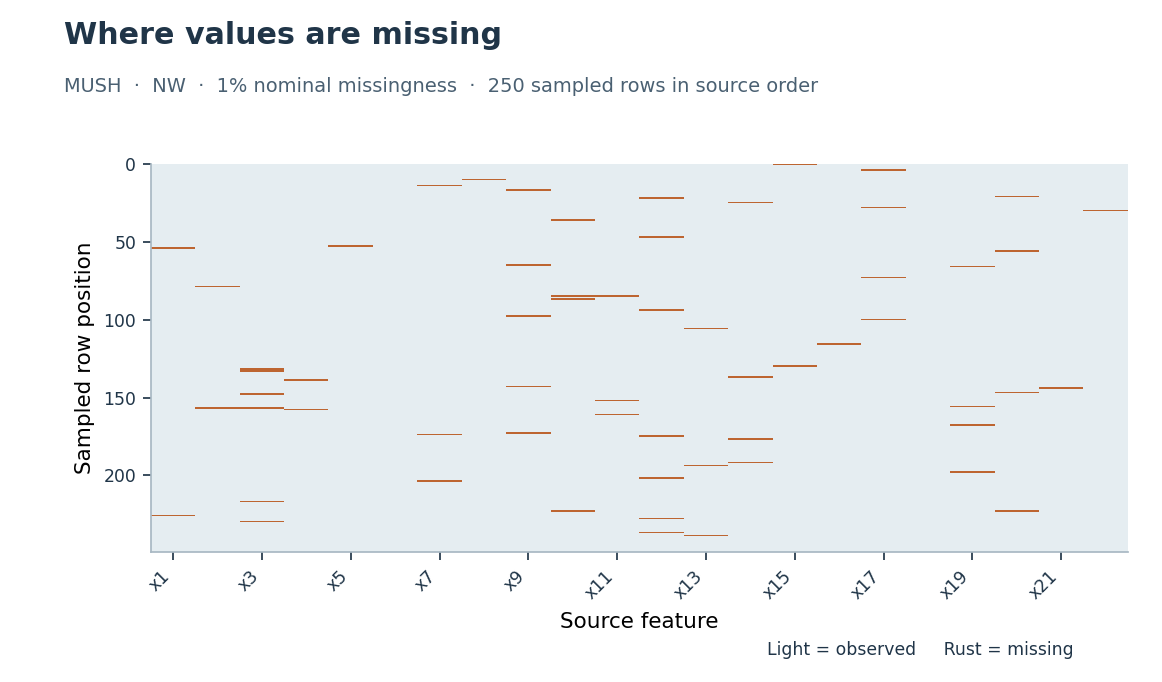 Where values are missing
MUSH · NW · 1% nominal missingness · 250 sampled rows in source order
0
50
100
150
200
Sampled row position
x1
x3
x5
x7
x9
x11
x13
x15
x17
x19
x21
Source feature
Light = observed Rust = missing